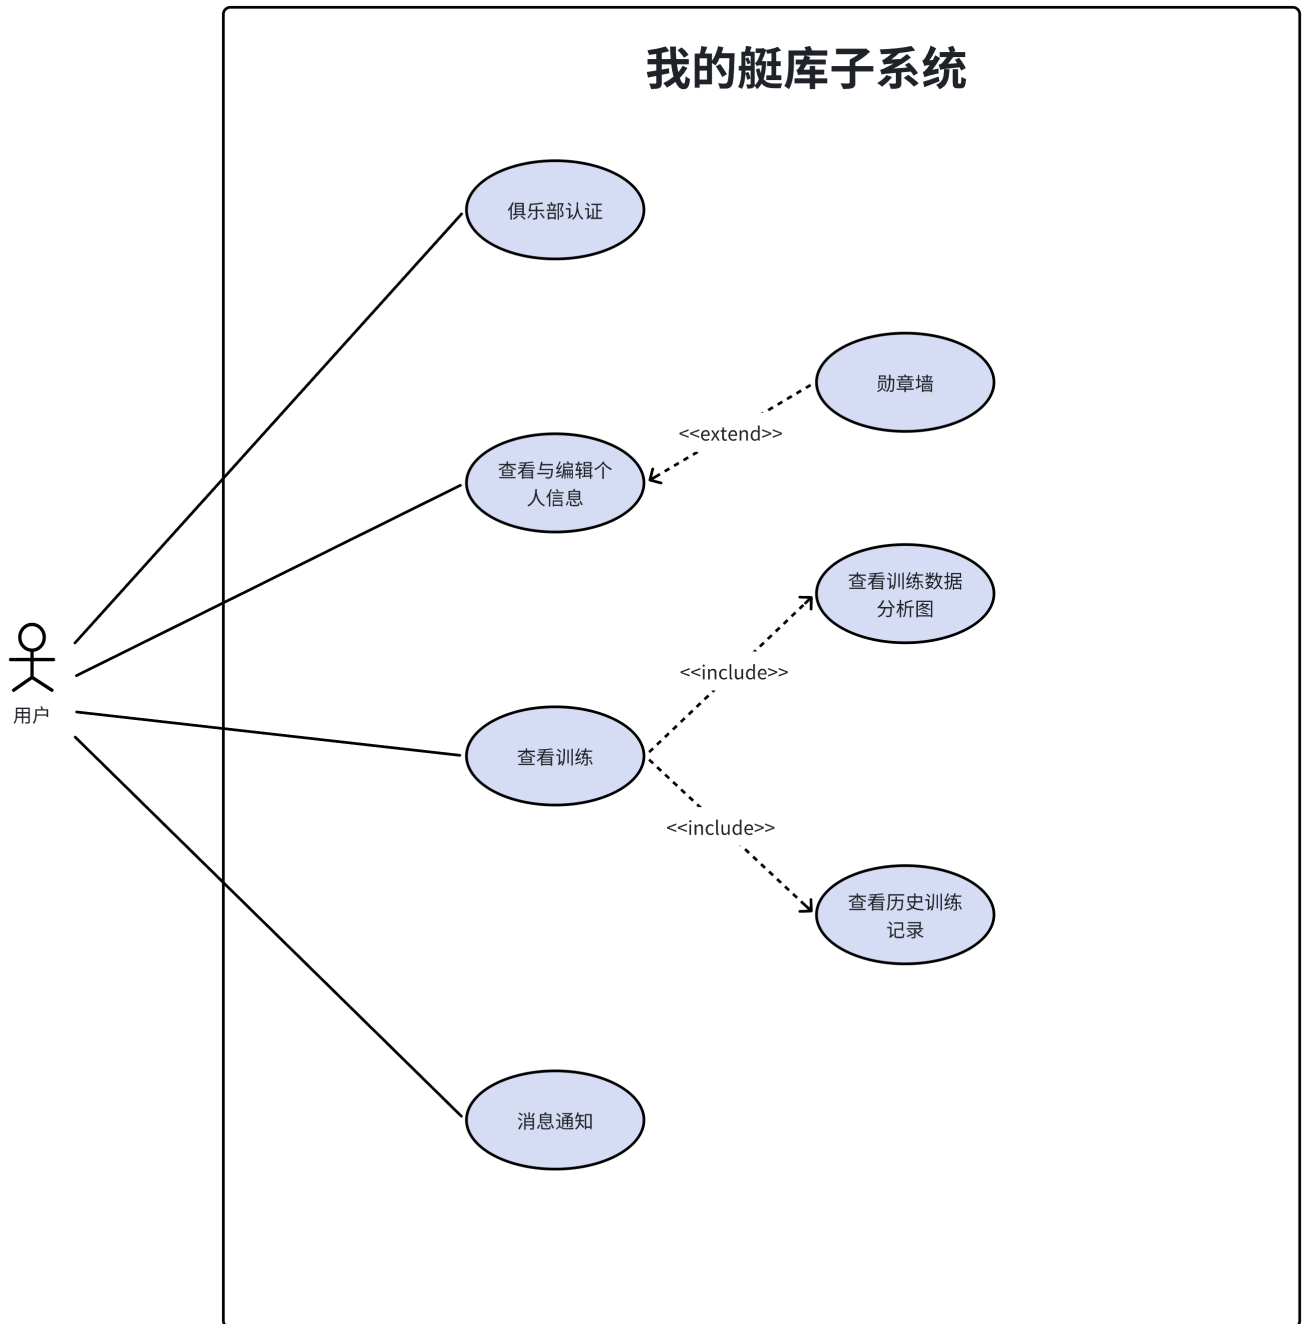 我的艇库子系统
俱乐部认证
勋章墙
<<extend>>
查看与编辑个
人信息
查看训练数据
分析图
<<include>>
用户
查看训练
<<include>>
查看历史训练
记录
消息通知